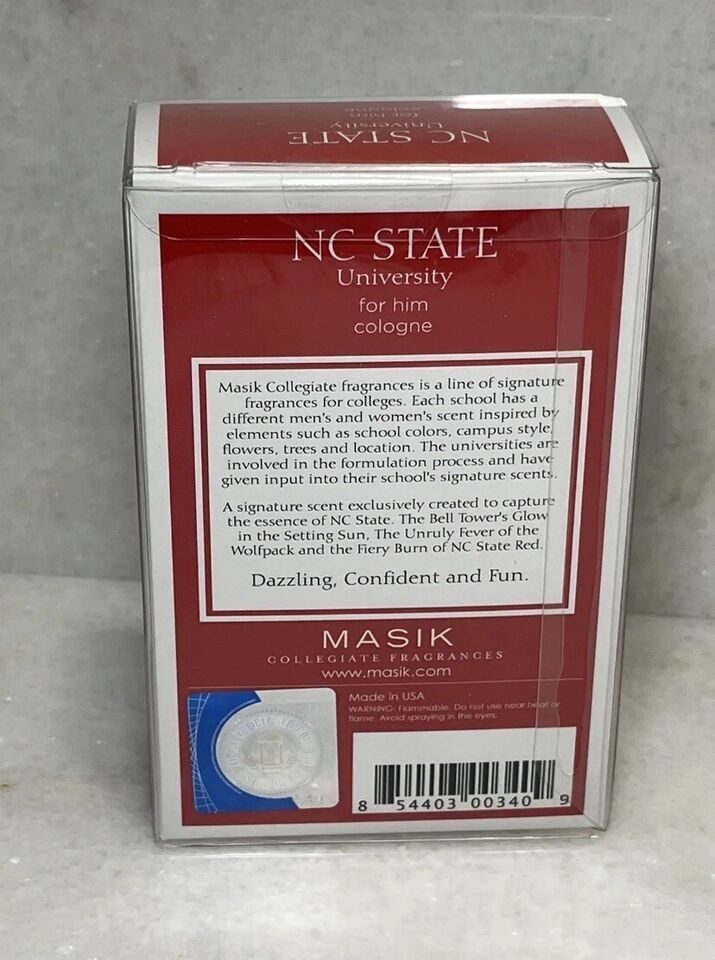 for him
cologne
University
NC STATE
NC STATE
University
for him
cologne
Masik Collegiate fragrances is a line of signature
fragrances for colleges. Each school has a
different men's and women's scent inspired by
elements such as school colors, campus style,
flowers, trees and location. The universities are
involved in the formulation process and have
given input into their school's signature scents.
A signature scent exclusively created to capture
the essence of NC State. The Bell Tower's Glow
in the Setting Sun, The Unruly Fever of the
Wolfpack and the Fiery Burn of NC State Red.
Dazzling, Confident and Fun.
MASIK
COLLEGIATE FRAGRANCES
www.masik.com
Made in USA
WARNING: Flammable. Do not use near heat or
flame. Avoid spraying in the eyes.
8 54403 00340 9